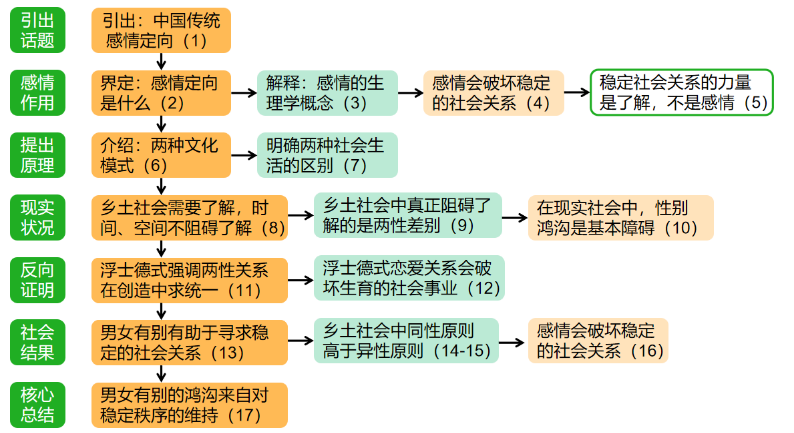 引出
话题
引出：中国传统
感情定向（1）
感情
作用
界定：感情定向
是什么（2）
解释：感情的生
理学概念（3）
感情会破坏稳定
的社会关系（4）
稳定社会关系的力量
是了解，不是感情（5）
提出
原理
介绍：两种文化
模式（6）
明确两种社会生
活的区别（7）
现实
状况
乡土社会需要了解，时
间、空间不阻碍了解（8）
乡土社会中真正阻碍了
解的是两性差别（9）
在现实社会中，性别
鸿沟是基本障碍（10）
反向
证明
浮士德式强调两性关系
在创造中求统一（11）
浮士德式恋爱关系会破
坏生育的社会事业（12）
社会
结果
男女有别有助于寻求稳
定的社会关系（13）
乡土社会中同性原则
高于异性原则（14-15）
感情会破坏稳定
的社会关系（16）
核心
总结
男女有别的鸿沟来自对
稳定秩序的维持（17）